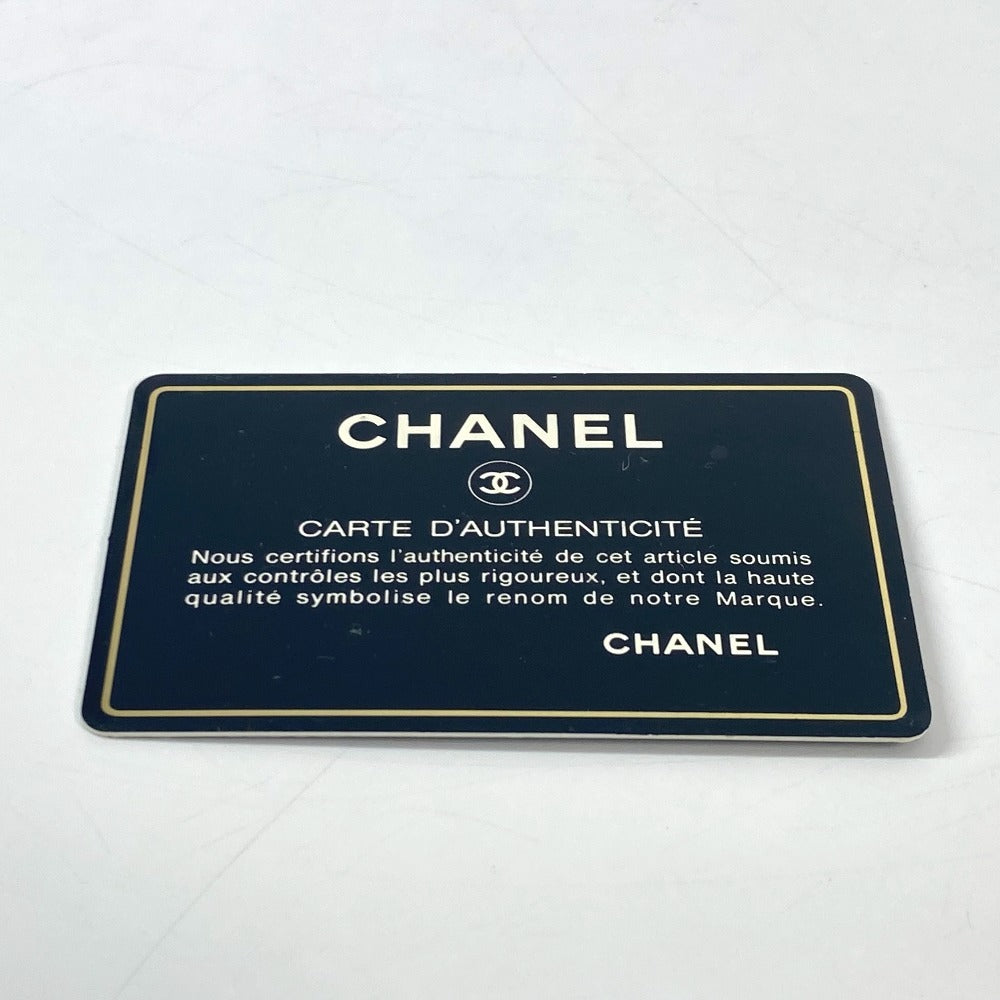 CHANEL
CARTE D'AUTHENTICITÉ
Nous certifions l'authenticité de cet article soumis
aux contrôles les plus rigoureux, et dont la haute
qualité symbolise le renom de notre Marque.
CHANEL